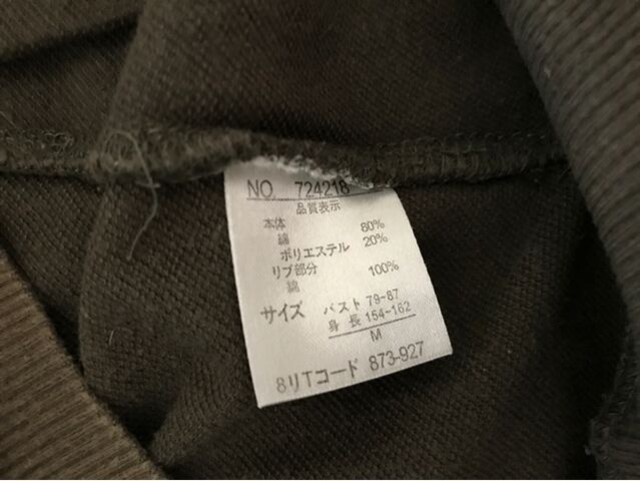 NO. 724218
品質表示
本体
綿 80%
ポリエステル 20%
リブ部分
綿 100%
サイズ バスト 79-87
身長 154-162
M
8リTコード 873-927